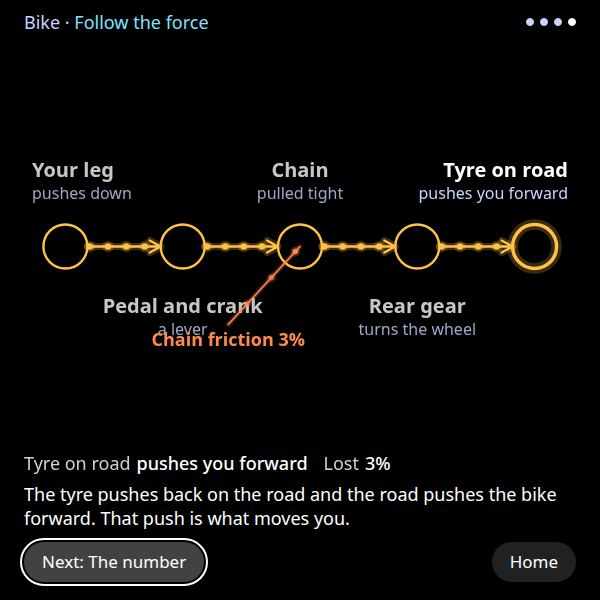 Bike · Follow the force
Your leg
pushes down
Chain
pulled tight
Tyre on road
pushes you forward
Pedal and crank
a lever
Rear gear
turns the wheel
Chain friction 3%
Tyre on road pushes you forward Lost 3%
The tyre pushes back on the road and the road pushes the bike
forward. That push is what moves you.
Next: The number
Home